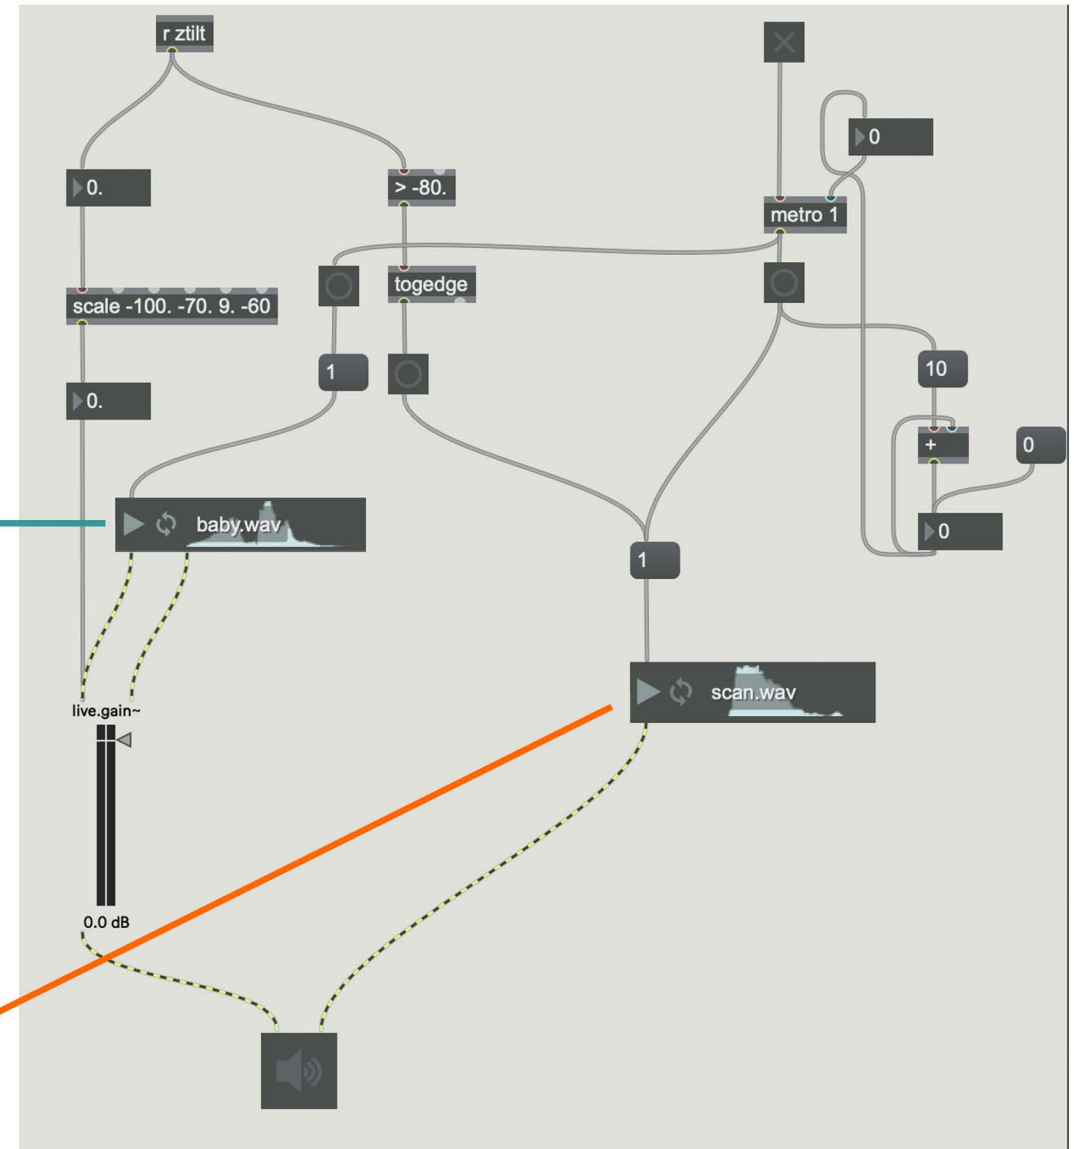 r ztilt
0
0.
> -80.
metro 1
togedge
scale -100. -70. 9. -60
1
10
0.
+
0
baby.wav
0
1
scan.wav
live.gain~
0.0 dB